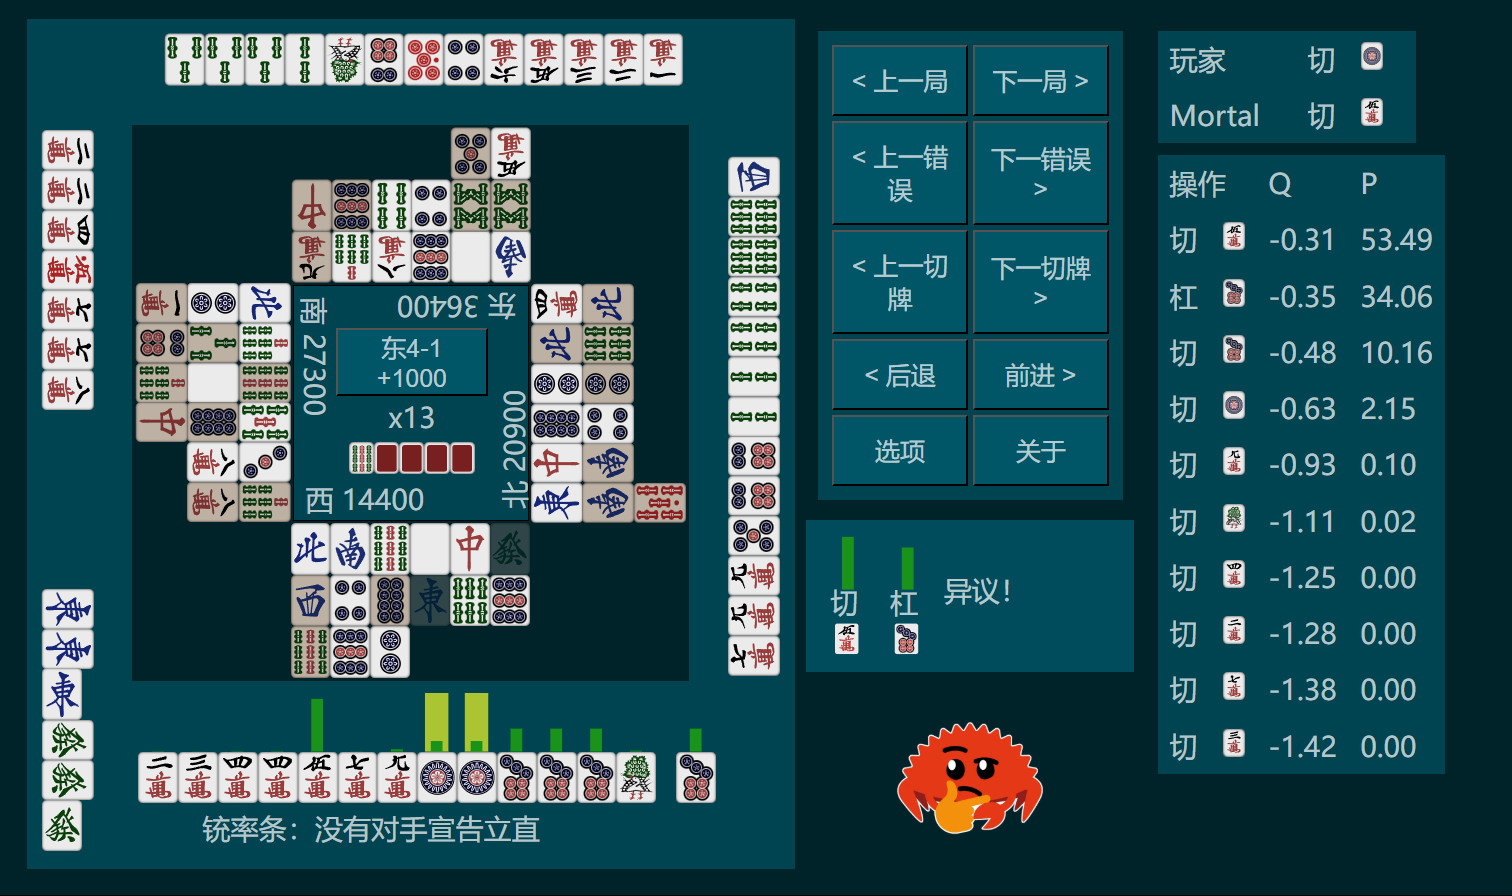 < 上一局
下一局 >
< 上一错误
下一错误 >
< 上一切牌
下一切牌 >
< 后退
前进 >
选项
关于
玩家 切
Mortal 切
操作 Q P
切 -0.31 53.49
杠 -0.35 34.06
切 -0.48 10.16
切 -0.63 2.15
切 -0.93 0.10
切 -1.11 0.02
切 -1.25 0.00
切 -1.28 0.00
切 -1.38 0.00
切 -1.42 0.00
东 36400
南 27300
东4-1
+1000
x13
北 20900
西 14400
切 杠 异议!
铳率条：没有对手宣告立直